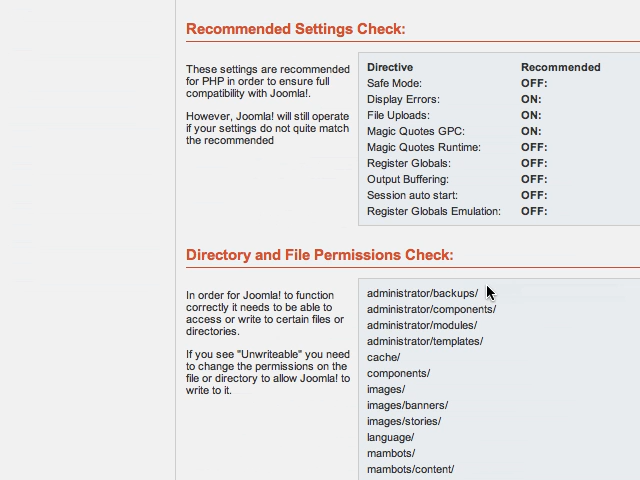 Recommended Settings Check:
These settings are recommended
for PHP in order to ensure full
compatibility with Joomla!.
However, Joomla! will still operate
if your settings do not quite match
the recommended
Directive Recommended
Safe Mode: OFF:
Display Errors: ON:
File Uploads: ON:
Magic Quotes GPC: ON:
Magic Quotes Runtime: OFF:
Register Globals: OFF:
Output Buffering: OFF:
Session auto start: OFF:
Register Globals Emulation: OFF:
Directory and File Permissions Check:
In order for Joomla! to function
correctly it needs to be able to
access or write to certain files or
directories.
If you see "Unwriteable" you need
to change the permissions on the
file or directory to allow Joomla! to
write to it.
administrator/backups/
administrator/components/
administrator/modules/
administrator/templates/
cache/
components/
images/
images/banners/
images/stories/
language/
mambots/
mambots/content/